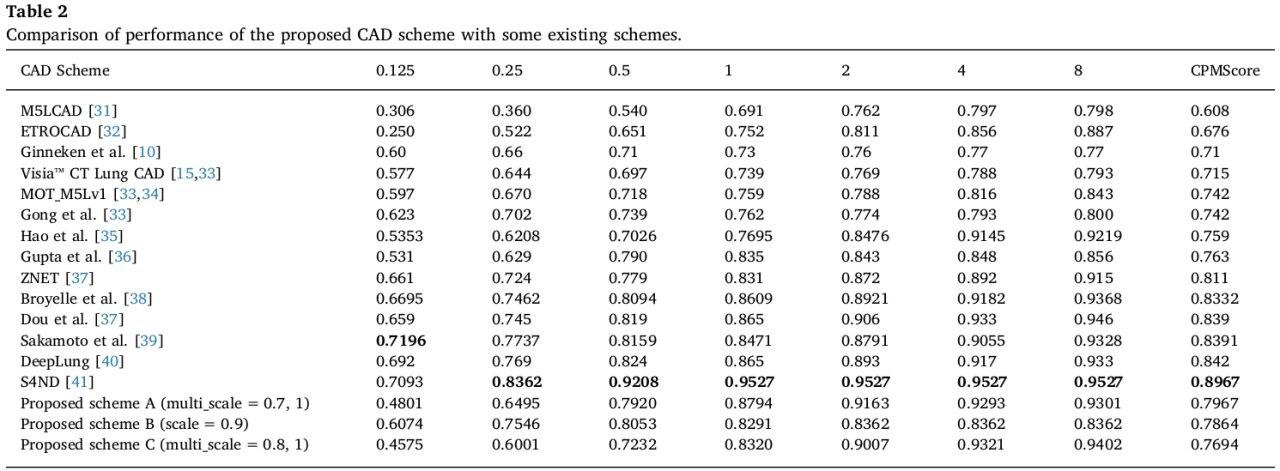 Table 2
Comparison of performance of the proposed CAD scheme with some existing schemes.
CAD Scheme 0.125 0.25 0.5 1 2 4 8 CPMScore
M5LCAD [31] 0.306 0.360 0.540 0.691 0.762 0.797 0.798 0.608
ETROCAD [32] 0.250 0.522 0.651 0.752 0.811 0.856 0.887 0.676
Ginneken et al. [10] 0.60 0.66 0.71 0.73 0.76 0.77 0.77 0.71
Visia™ CT Lung CAD [15,33] 0.577 0.644 0.697 0.739 0.769 0.788 0.793 0.715
MOT_M5Lv1 [33,34] 0.597 0.670 0.718 0.759 0.788 0.816 0.843 0.742
Gong et al. [33] 0.623 0.702 0.739 0.762 0.774 0.793 0.800 0.742
Hao et al. [35] 0.5353 0.6208 0.7026 0.7695 0.8476 0.9145 0.9219 0.759
Gupta et al. [36] 0.531 0.629 0.790 0.835 0.843 0.848 0.856 0.763
ZNET [37] 0.661 0.724 0.779 0.831 0.872 0.892 0.915 0.811
Broyelle et al. [38] 0.6695 0.7462 0.8094 0.8609 0.8921 0.9182 0.9368 0.8332
Dou et al. [37] 0.659 0.745 0.819 0.865 0.906 0.933 0.946 0.839
Sakamoto et al. [39] 0.7196 0.7737 0.8159 0.8471 0.8791 0.9055 0.9328 0.8391
DeepLung [40] 0.692 0.769 0.824 0.865 0.893 0.917 0.933 0.842
S4ND [41] 0.7093 0.8362 0.9208 0.9527 0.9527 0.9527 0.9527 0.8967
Proposed scheme A (multi_scale = 0.7, 1) 0.4801 0.6495 0.7920 0.8794 0.9163 0.9293 0.9301 0.7967
Proposed scheme B (scale = 0.9) 0.6074 0.7546 0.8053 0.8291 0.8362 0.8362 0.8362 0.7864
Proposed scheme C (multi_scale = 0.8, 1) 0.4575 0.6001 0.7232 0.8320 0.9007 0.9321 0.9402 0.7694